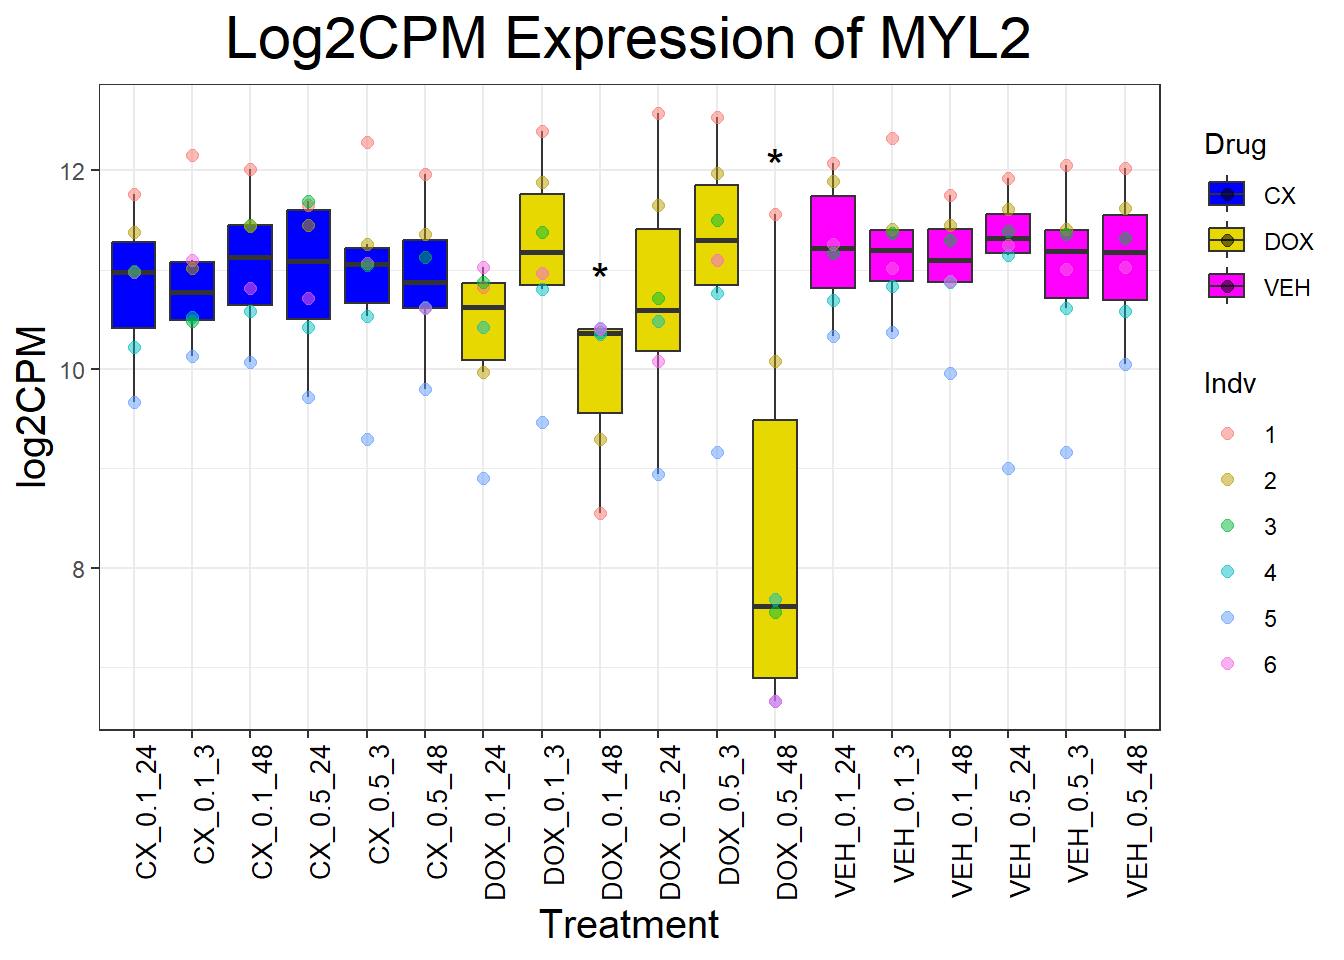 Log2CPM Expression of MYL2
log2CPM
12
10
8
*
*
CX_0.1_24
CX_0.1_3
CX_0.1_48
CX_0.5_24
CX_0.5_3
CX_0.5_48
DOX_0.1_24
DOX_0.1_3
DOX_0.1_48
DOX_0.5_24
DOX_0.5_3
DOX_0.5_48
VEH_0.1_24
VEH_0.1_3
VEH_0.1_48
VEH_0.5_24
VEH_0.5_3
VEH_0.5_48
Treatment
Drug
CX
DOX
VEH
Indv
1
2
3
4
5
6